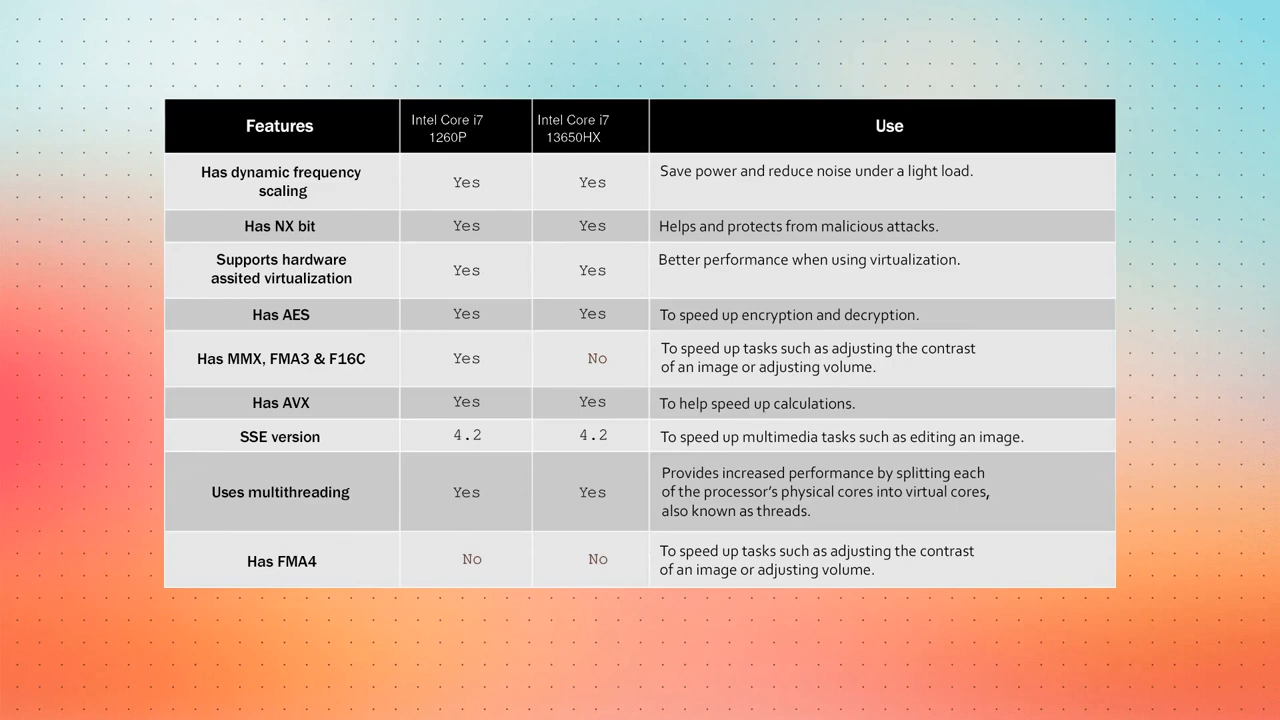 Features
Intel Core i7
1260P
Intel Core i7
13650HX
Use
Has dynamic frequency
scaling
Yes
Yes
Save power and reduce noise under a light load.
Has NX bit
Yes
Yes
Helps and protects from malicious attacks.
Supports hardware
assited virtualization
Yes
Yes
Better performance when using virtualization.
Has AES
Yes
Yes
To speed up encryption and decryption.
Has MMX, FMA3 & F16C
Yes
No
To speed up tasks such as adjusting the contrast
of an image or adjusting volume.
Has AVX
Yes
Yes
To help speed up calculations.
SSE version
4.2
4.2
To speed up multimedia tasks such as editing an image.
Uses multithreading
Yes
Yes
Provides increased performance by splitting each
of the processor's physical cores into virtual cores,
also known as threads.
Has FMA4
No
No
To speed up tasks such as adjusting the contrast
of an image or adjusting volume.